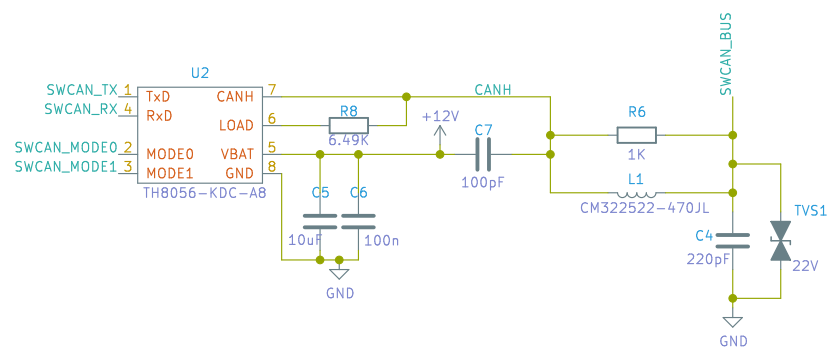 SWCAN_BUS
U2
SWCAN_TX 1 TxD CANH 7 CANH
SWCAN_RX 4 RxD
LOAD 6 R8 +12V R6
6.49K C7
SWCAN_MODE0 2 MODE0 VBAT 5 1K
SWCAN_MODE1 3 MODE1 GND 8
100pF L1
TH8056-KDC-A8 C5 C6
CM322522-470JL TVS1
10uF 100n C4
220pF 22V
GND
GND